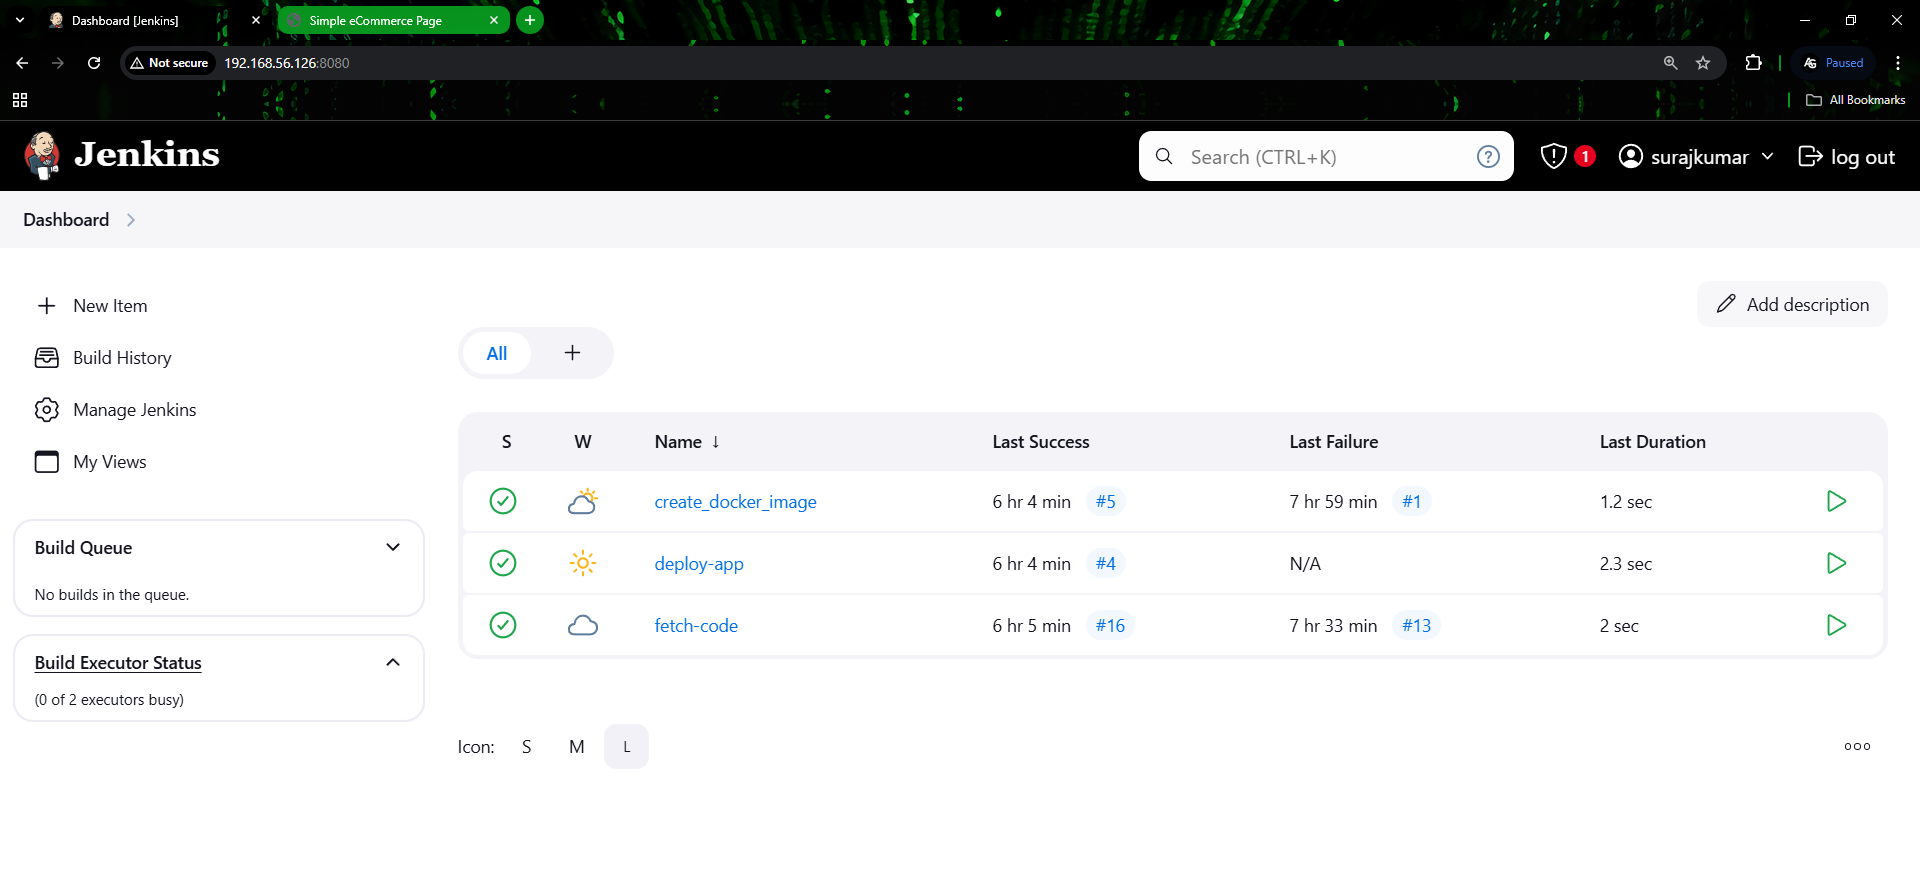 Dashboard [Jenkins]
Simple eCommerce Page
Not secure
192.168.56.126:8080
AG
Paused
All Bookmarks
Jenkins
Search (CTRL+K)
?
1
surajkumar
log out
Dashboard
New Item
Build History
Manage Jenkins
My Views
Build Queue
No builds in the queue.
Build Executor Status
(0 of 2 executors busy)
Add description
All +
S W Name ↓ Last Success Last Failure Last Duration
create_docker_image 6 hr 4 min #5 7 hr 59 min #1 1.2 sec
deploy-app 6 hr 4 min #4 N/A 2.3 sec
fetch-code 6 hr 5 min #16 7 hr 33 min #13 2 sec
Icon: S M L